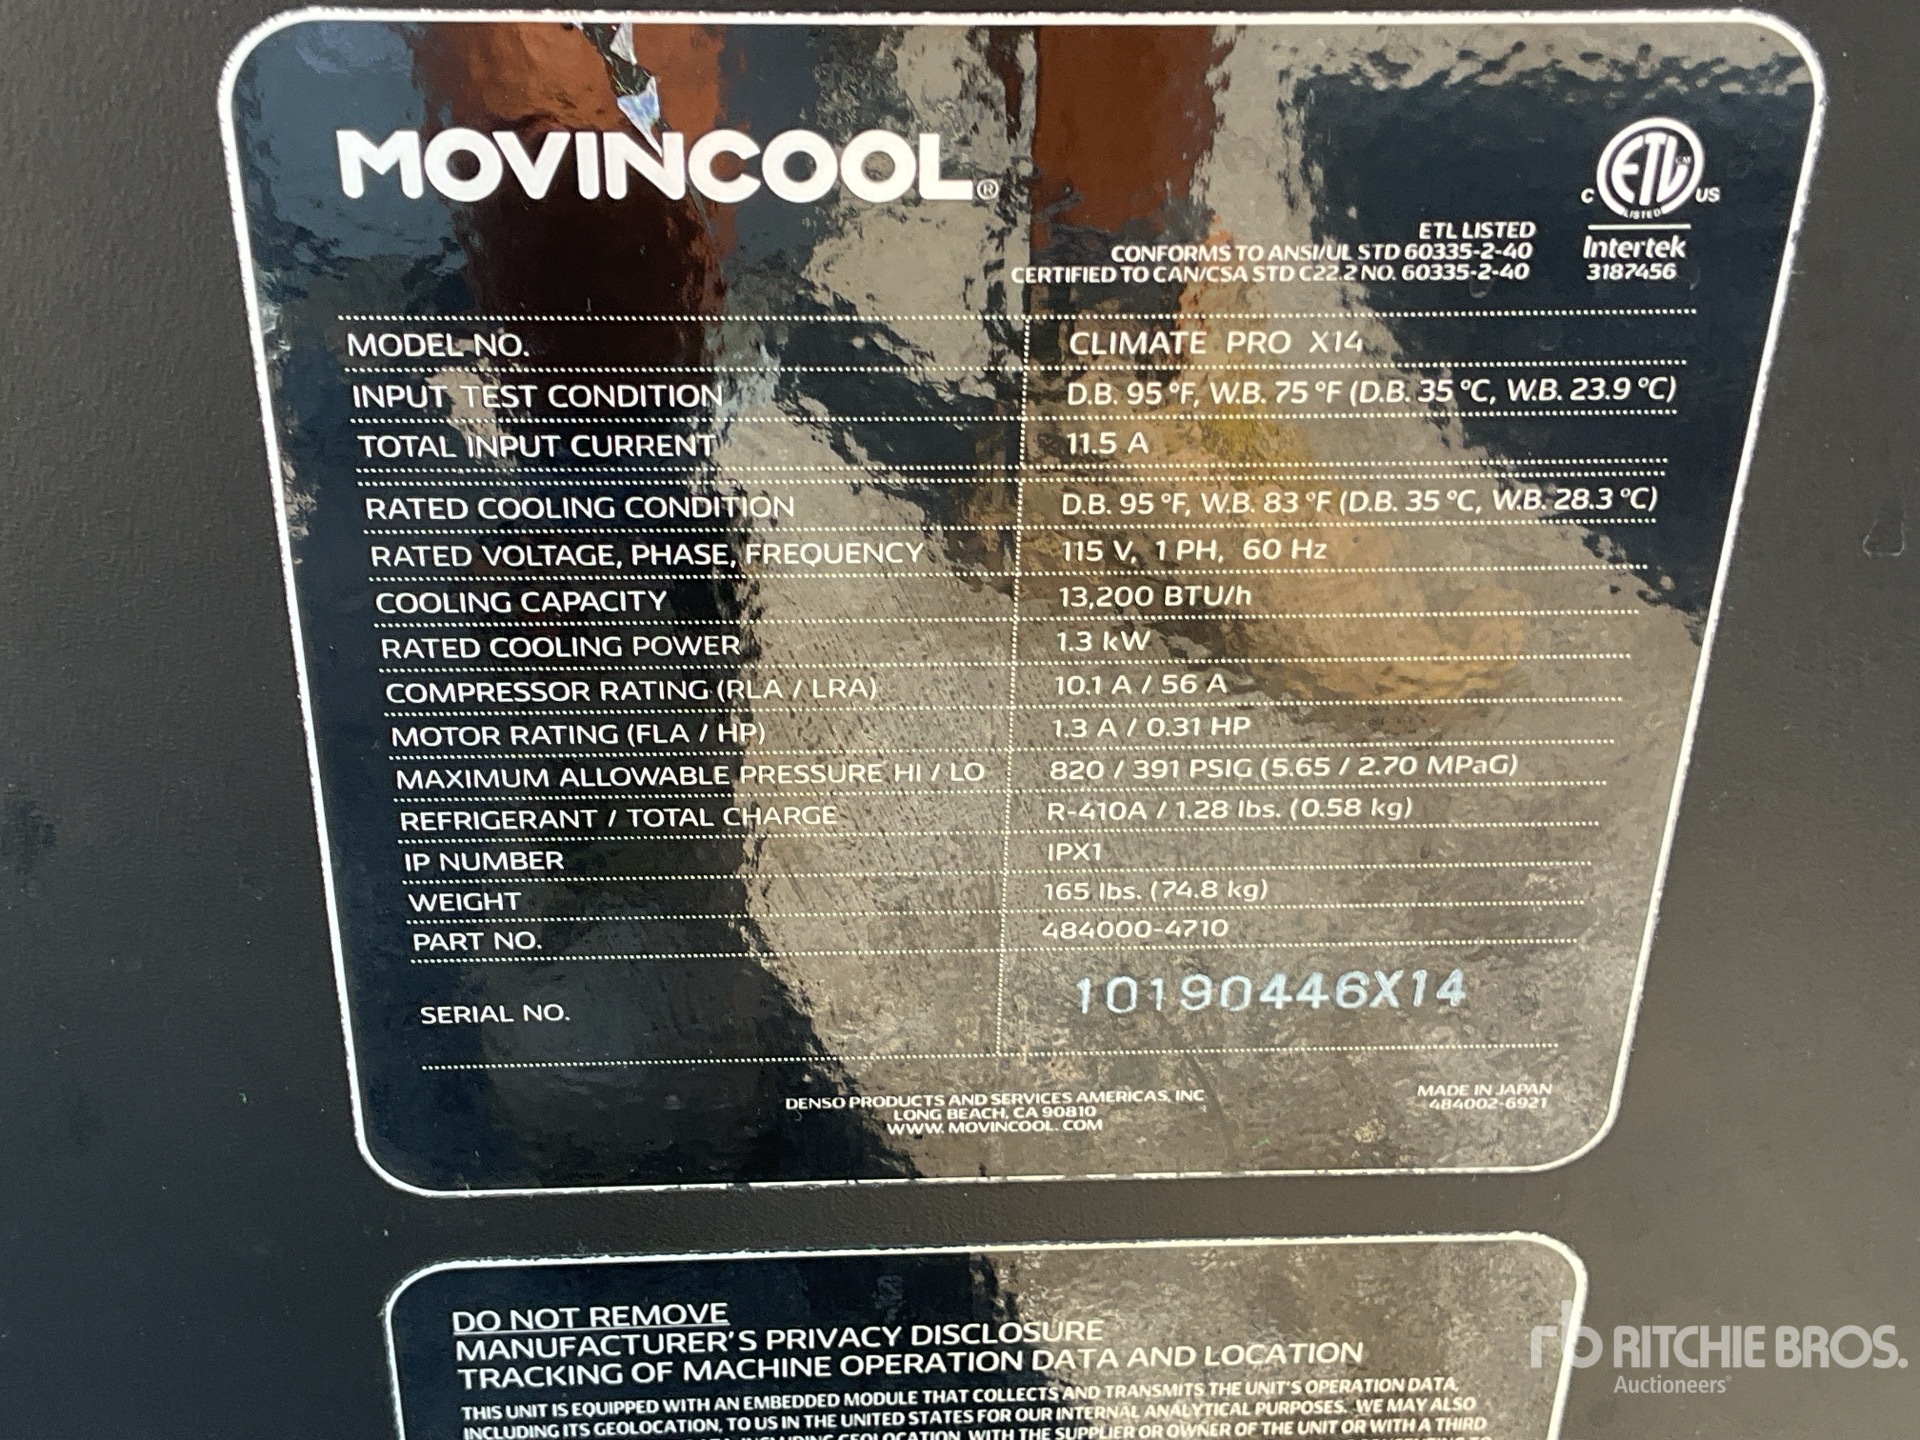 MOVINCOOL®
C ETL CM US
LISTED
Intertek
3187456
ETL LISTED
CONFORMS TO ANSI/UL STD 60335-2-40
CERTIFIED TO CAN/CSA STD C22.2 NO. 60335-2-40
MODEL NO. CLIMATE PRO X14
INPUT TEST CONDITION D.B. 95 °F, W.B. 75 °F (D.B. 35 °C, W.B. 23.9 °C)
TOTAL INPUT CURRENT 11.5 A
RATED COOLING CONDITION D.B. 95 °F, W.B. 83 °F (D.B. 35 °C, W.B. 28.3 °C)
RATED VOLTAGE, PHASE, FREQUENCY 115 V, 1 PH, 60 Hz
COOLING CAPACITY 13,200 BTU/h
RATED COOLING POWER 1.3 kW
COMPRESSOR RATING (RLA / LRA) 10.1 A / 56 A
MOTOR RATING (FLA / HP) 1.3 A / 0.31 HP
MAXIMUM ALLOWABLE PRESSURE HI / LO 820 / 391 PSIG (5.65 / 2.70 MPaG)
REFRIGERANT / TOTAL CHARGE R-410A / 1.28 lbs. (0.58 kg)
IP NUMBER IPX1
WEIGHT 165 lbs. (74.8 kg)
PART NO. 484000-4710
SERIAL NO. 10190446X14
DENSO PRODUCTS AND SERVICES AMERICAS, INC
LONG BEACH, CA 90810
WWW. MOVINCOOL. COM
MADE IN JAPAN
484002-6921
DO NOT REMOVE
MANUFACTURER'S PRIVACY DISCLOSURE
TRACKING OF MACHINE OPERATION DATA AND LOCATION
THIS UNIT IS EQUIPPED WITH AN EMBEDDED MODULE THAT COLLECTS AND TRANSMITS THE UNIT'S OPERATION DATA,
INCLUDING ITS GEOLOCATION, TO US IN THE UNITED STATES FOR OUR INTERNAL ANALYTICAL PURPOSES. WE MAY ALSO
INCLUDING GEOLOCATION, WITH THE SUPPLIER OR OWNER OF THE UNIT OR WITH A THIRD
rb RITCHIE BROS.
Auctioneers®